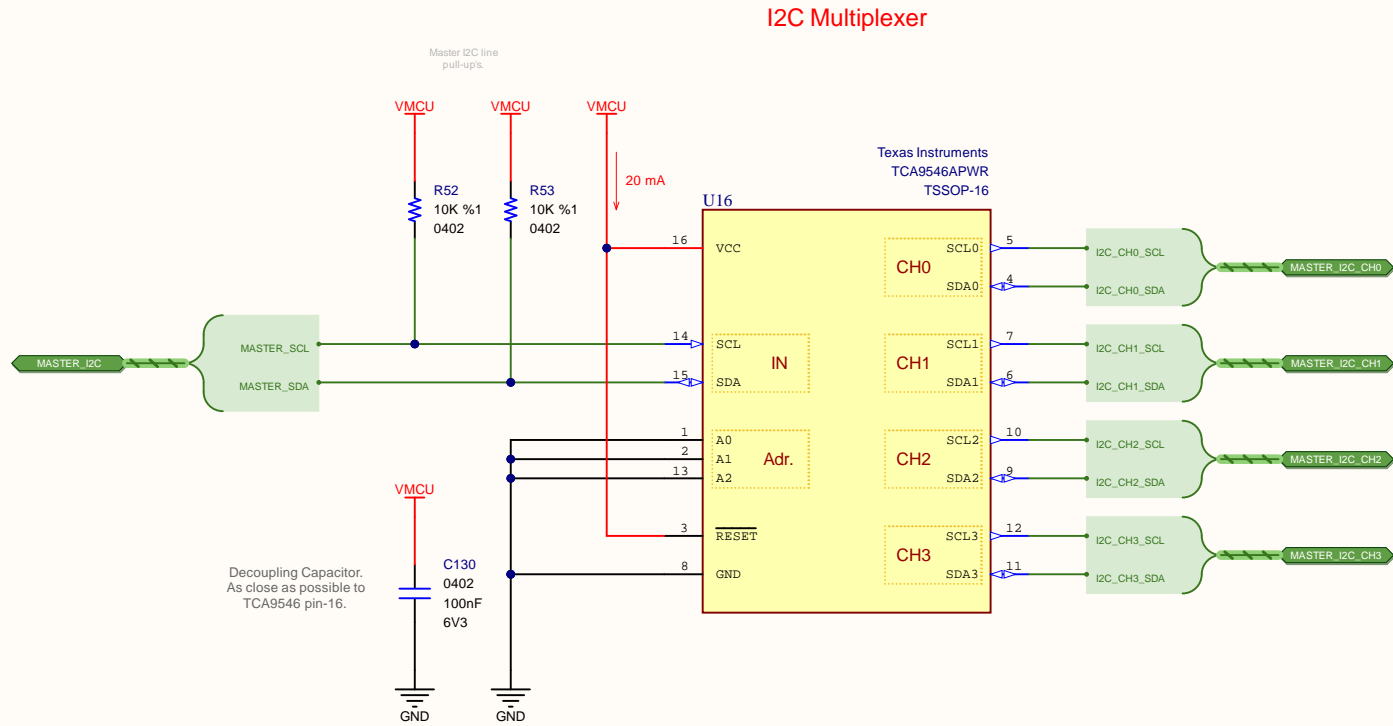 I2C Multiplexer
Master I2C line
pull-up's.
VMCU
VMCU
VMCU
20 mA
Texas Instruments
TCA9546APWR
TSSOP-16
R52
10K %1
0402
R53
10K %1
0402
U16
16
VCC
14
SCL
15
SDA
IN
1
A0
2
A1
13
A2
Adr.
3
RESET
8
GND
CH0
SCL0
5
SDA0
4
CH1
SCL1
7
SDA1
6
CH2
SCL2
10
SDA2
9
CH3
SCL3
12
SDA3
11
MASTER_I2C
MASTER_SCL
MASTER_SDA
I2C_CH0_SCL
I2C_CH0_SDA
MASTER_I2C_CH0
I2C_CH1_SCL
I2C_CH1_SDA
MASTER_I2C_CH1
I2C_CH2_SCL
I2C_CH2_SDA
MASTER_I2C_CH2
I2C_CH3_SCL
I2C_CH3_SDA
MASTER_I2C_CH3
VMCU
Decoupling Capacitor.
As close as possible to
TCA9546 pin-16.
C130
0402
100nF
6V3
GND
GND